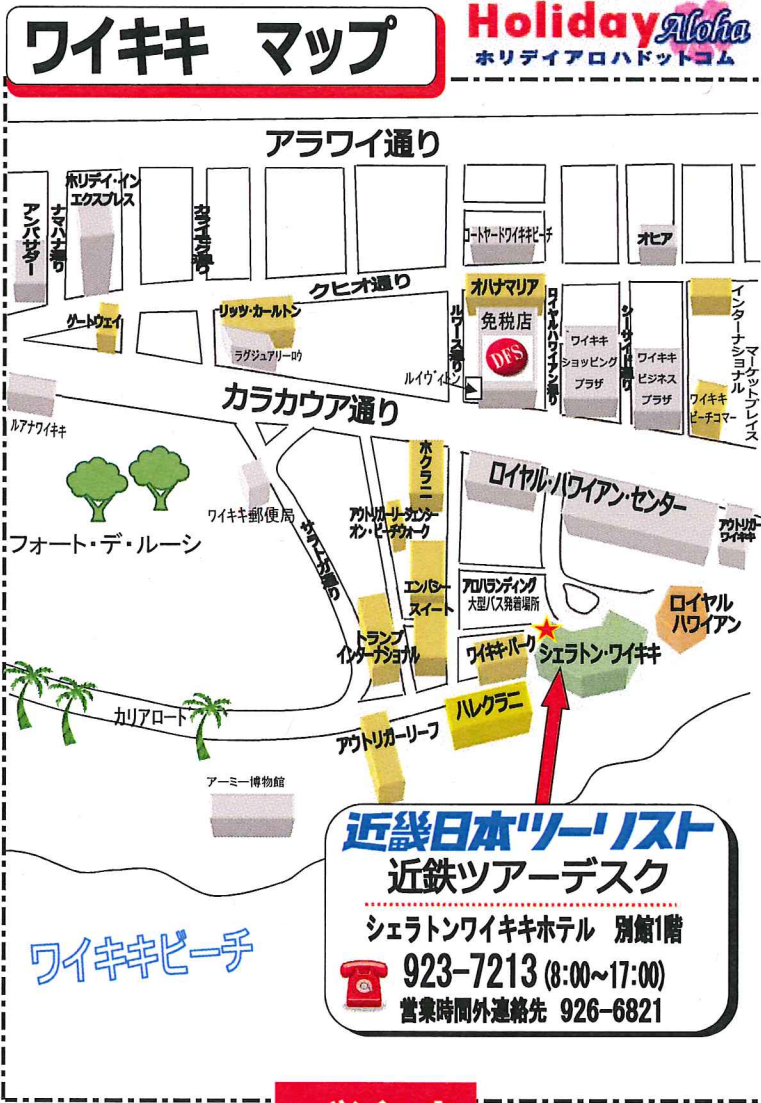 ワイキキ マップ
Holiday Aloha
ホリデイアロハドットコム
アラワイ通り
ホリデイ・イン
エクスプレス
アンバサダー
ナマハナ通り
コートヤードワイキキビーチ
オヒア
クヒオ通り
オハナマリア
ゲートウェイ
リッツ・カールトン
ラグジュアリーロウ
ルワーズ通り
免税店
DFS
ルイヴィトン
ロイヤルハワイアン通り
ワイキキ
ショッピング
プラザ
シーサイド通り
ワイキキ
ビジネス
プラザ
インターナショナル
マーケットプレイス
ワイキキ
ビーチコマー
カラカウア通り
ルアナワイキキ
ホクラニ
ロイヤル・ハワイアン・センター
アウトリガー
ワイキキ
ワイキキ郵便局
サラトガ通り
アウトリガーリージェンシー
オン・ビーチウォーク
フォート・デ・ルーシ
エンバシー
スイート
アロハランディング
大型バス発着場所
ロイヤル
ハワイアン
トランプ
インターナショナル
ワイキキ・パーク
シェラトン・ワイキキ
カリアロード
ハレクラニ
アウトリガーリーフ
アーミー博物館
近畿日本ツーリスト
近鉄ツアーデスク
シェラトンワイキキホテル 別館1階
923-7213 (8:00~17:00)
営業時間外連絡先 926-6821
ワイキキビーチ